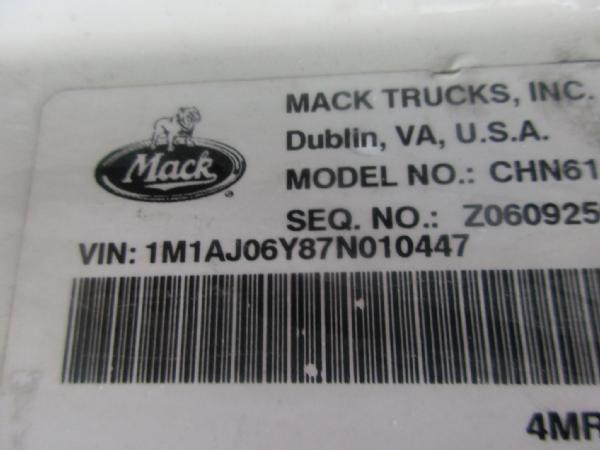 MACK TRUCKS, INC.
Dublin, VA, U.S.A.
Mack
MODEL NO.: CHN61
SEQ. NO.: Z060925
VIN: 1M1AJ06Y87N010447
4MR